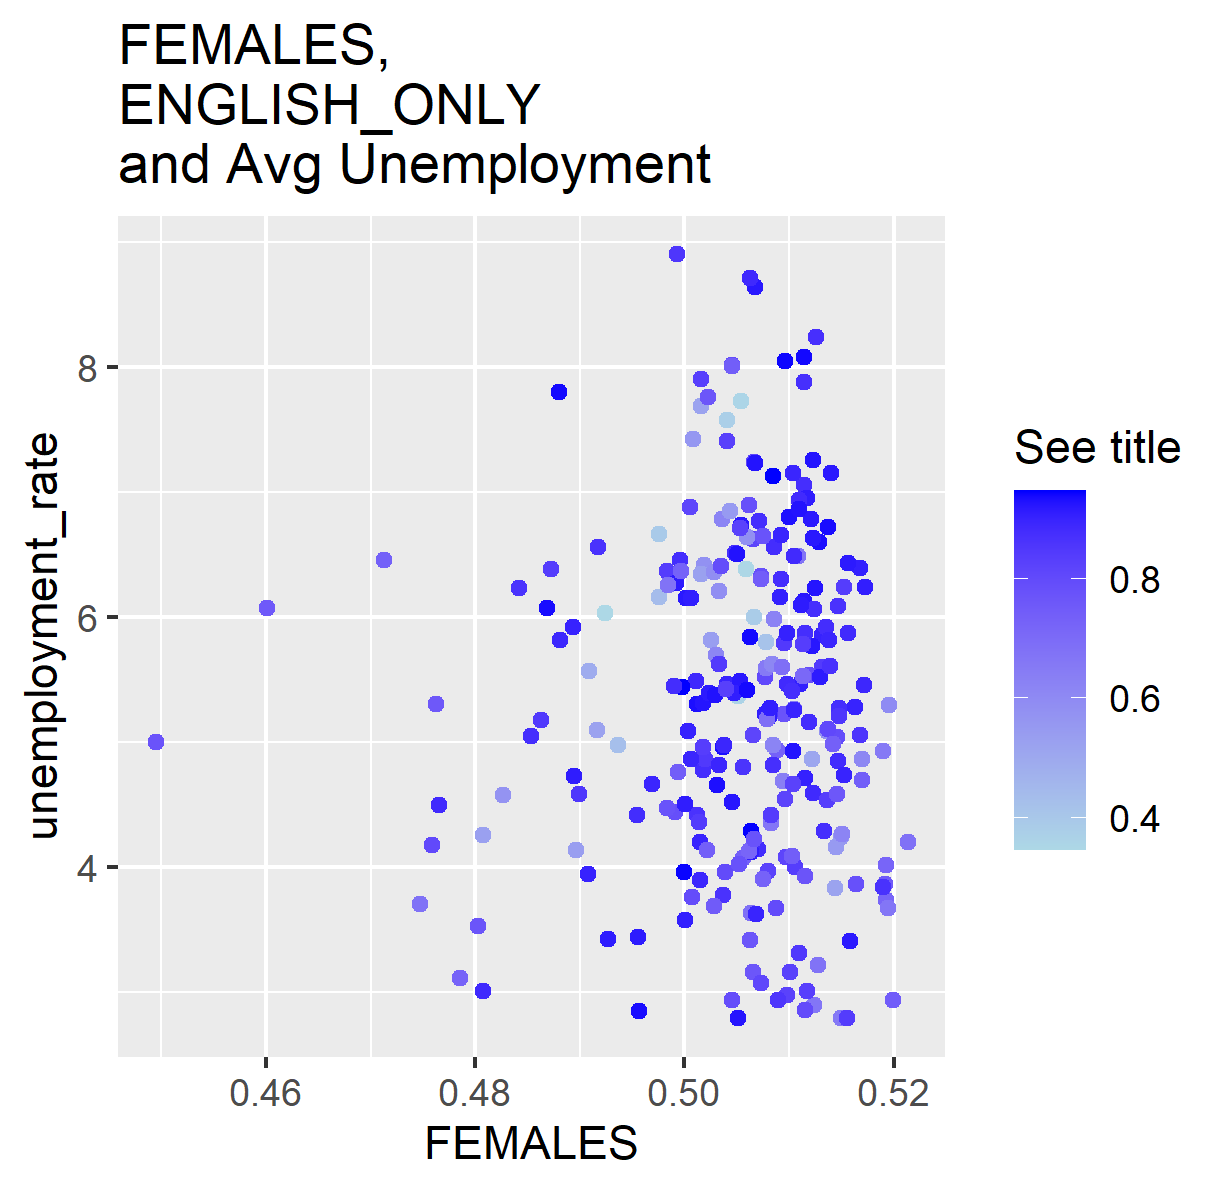 FEMALES,
ENGLISH_ONLY
and Avg Unemployment
unemployment_rate
8
6
4
0.46
0.48
0.50
0.52
FEMALES
See title
0.8
0.6
0.4